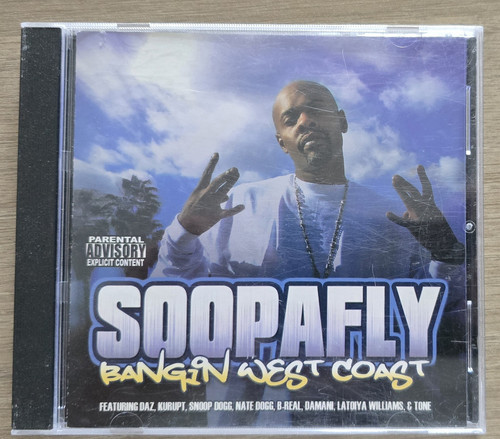 PARENTAL
ADVISORY
EXPLICIT CONTENT
SOOPAFLY
BANGIN WEST COAST
FEATURING DAZ, KURUPT, SNOOP DOGG, NATE DOGG, B-REAL, DAMANI, LATOIYA WILLIAMS, & TONE